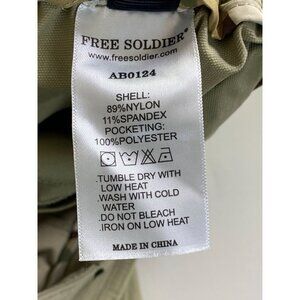 FREE SOLDIER®
www.freesoldier.com
AB0124
SHELL:
89%NYLON
11%SPANDEX
POCKETING:
100%POLYESTER
.TUMBLE DRY WITH
LOW HEAT
.WASH WITH COLD
WATER
.DO NOT BLEACH
.IRON ON LOW HEAT
MADE IN CHINA